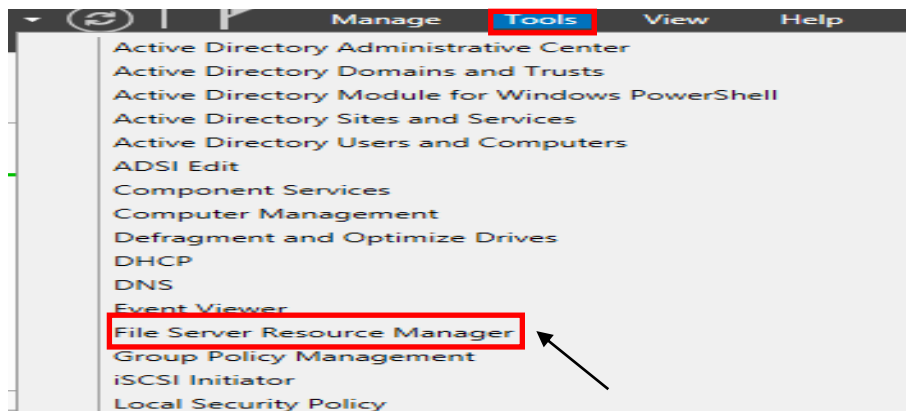 Manage Tools View Help
Active Directory Administrative Center
Active Directory Domains and Trusts
Active Directory Module for Windows PowerShell
Active Directory Sites and Services
Active Directory Users and Computers
ADSI Edit
Component Services
Computer Management
Defragment and Optimize Drives
DHCP
DNS
Event Viewer
File Server Resource Manager
Group Policy Management
iSCSI Initiator
Local Security Policy